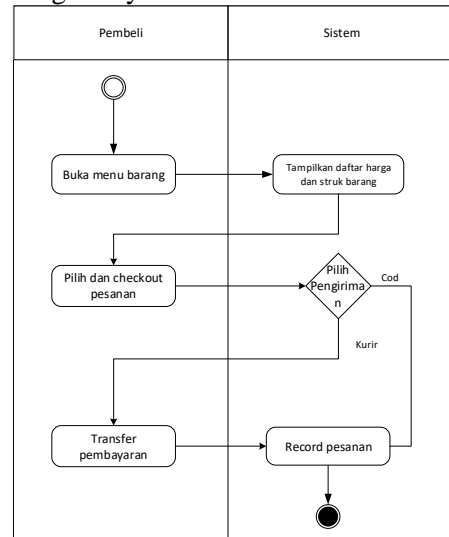 Pembeli
Sistem
Buka menu barang
Tampilkan daftar harga
dan struk barang
Pilih dan checkout
pesanan
Pilih
Pengirima
n
Cod
Kurir
Transfer
pembayaran
Record pesanan